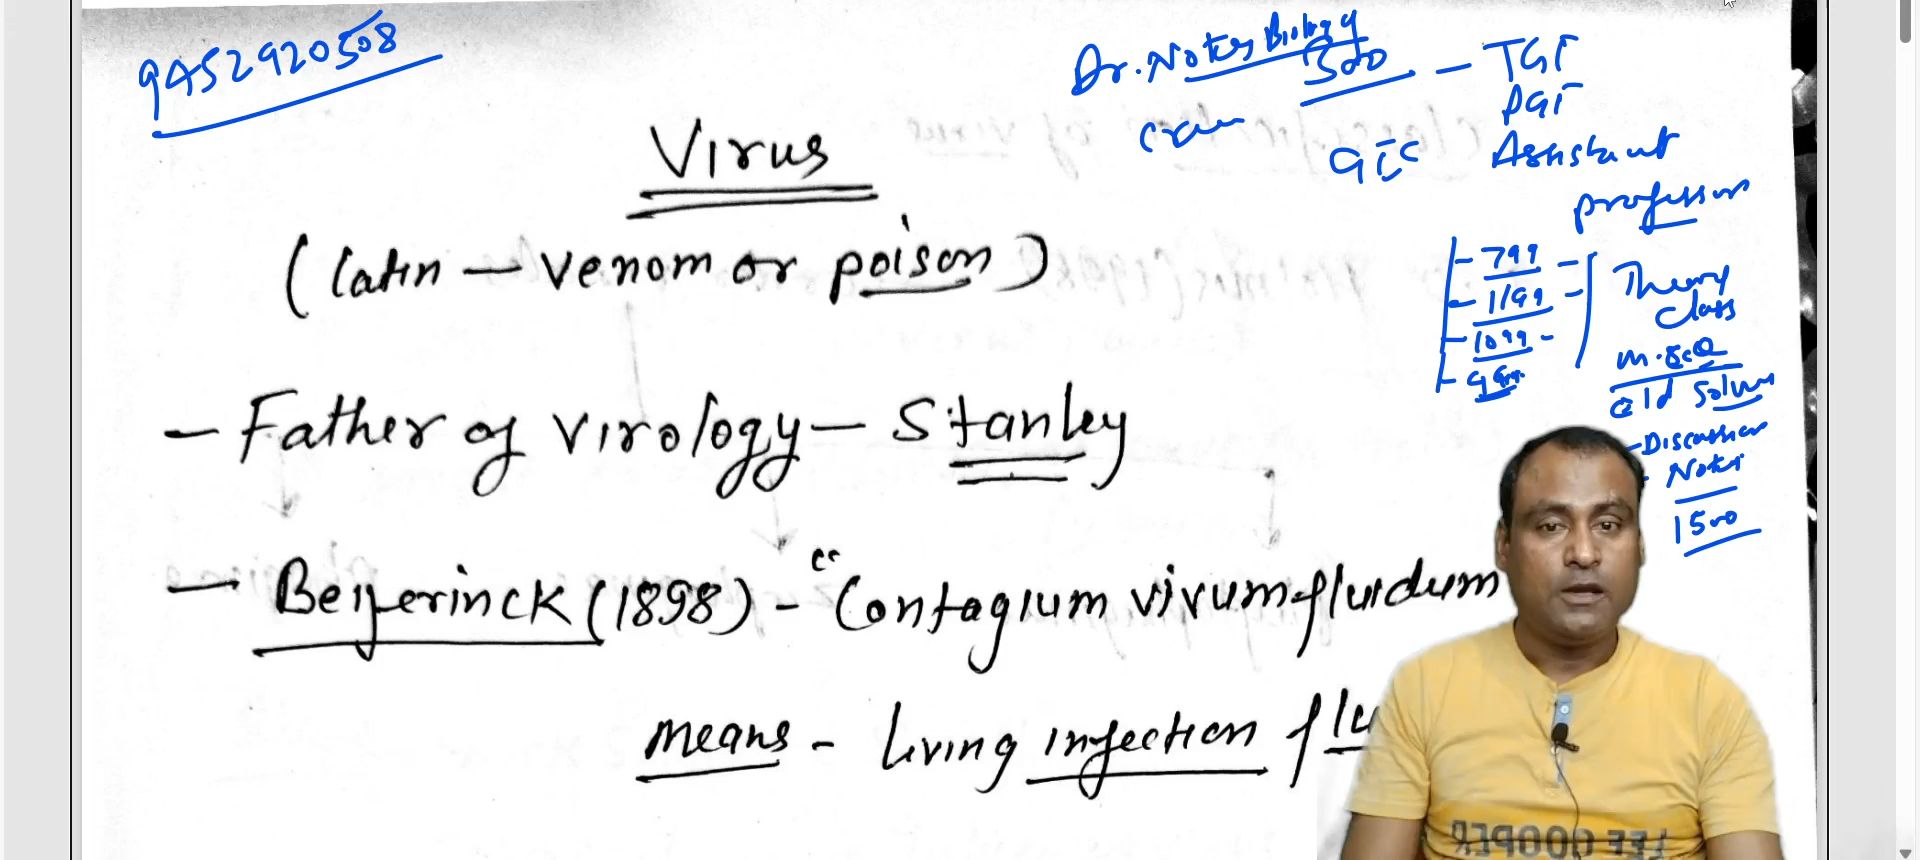 9452920508
Dr. Notes Biology
500 - TGT
PGT
GIC Assistant
professor
Virus
(Latin - venom or poison)
- 799 -
- 1199 -
- 1099 -
Theory
class
M.C.Q
old Solve
- Discussion
- Notes
1500
- Father of virology - Stanley
- Beijerinck (1898) - "Contagium vivum fluidum
means - living infection flu